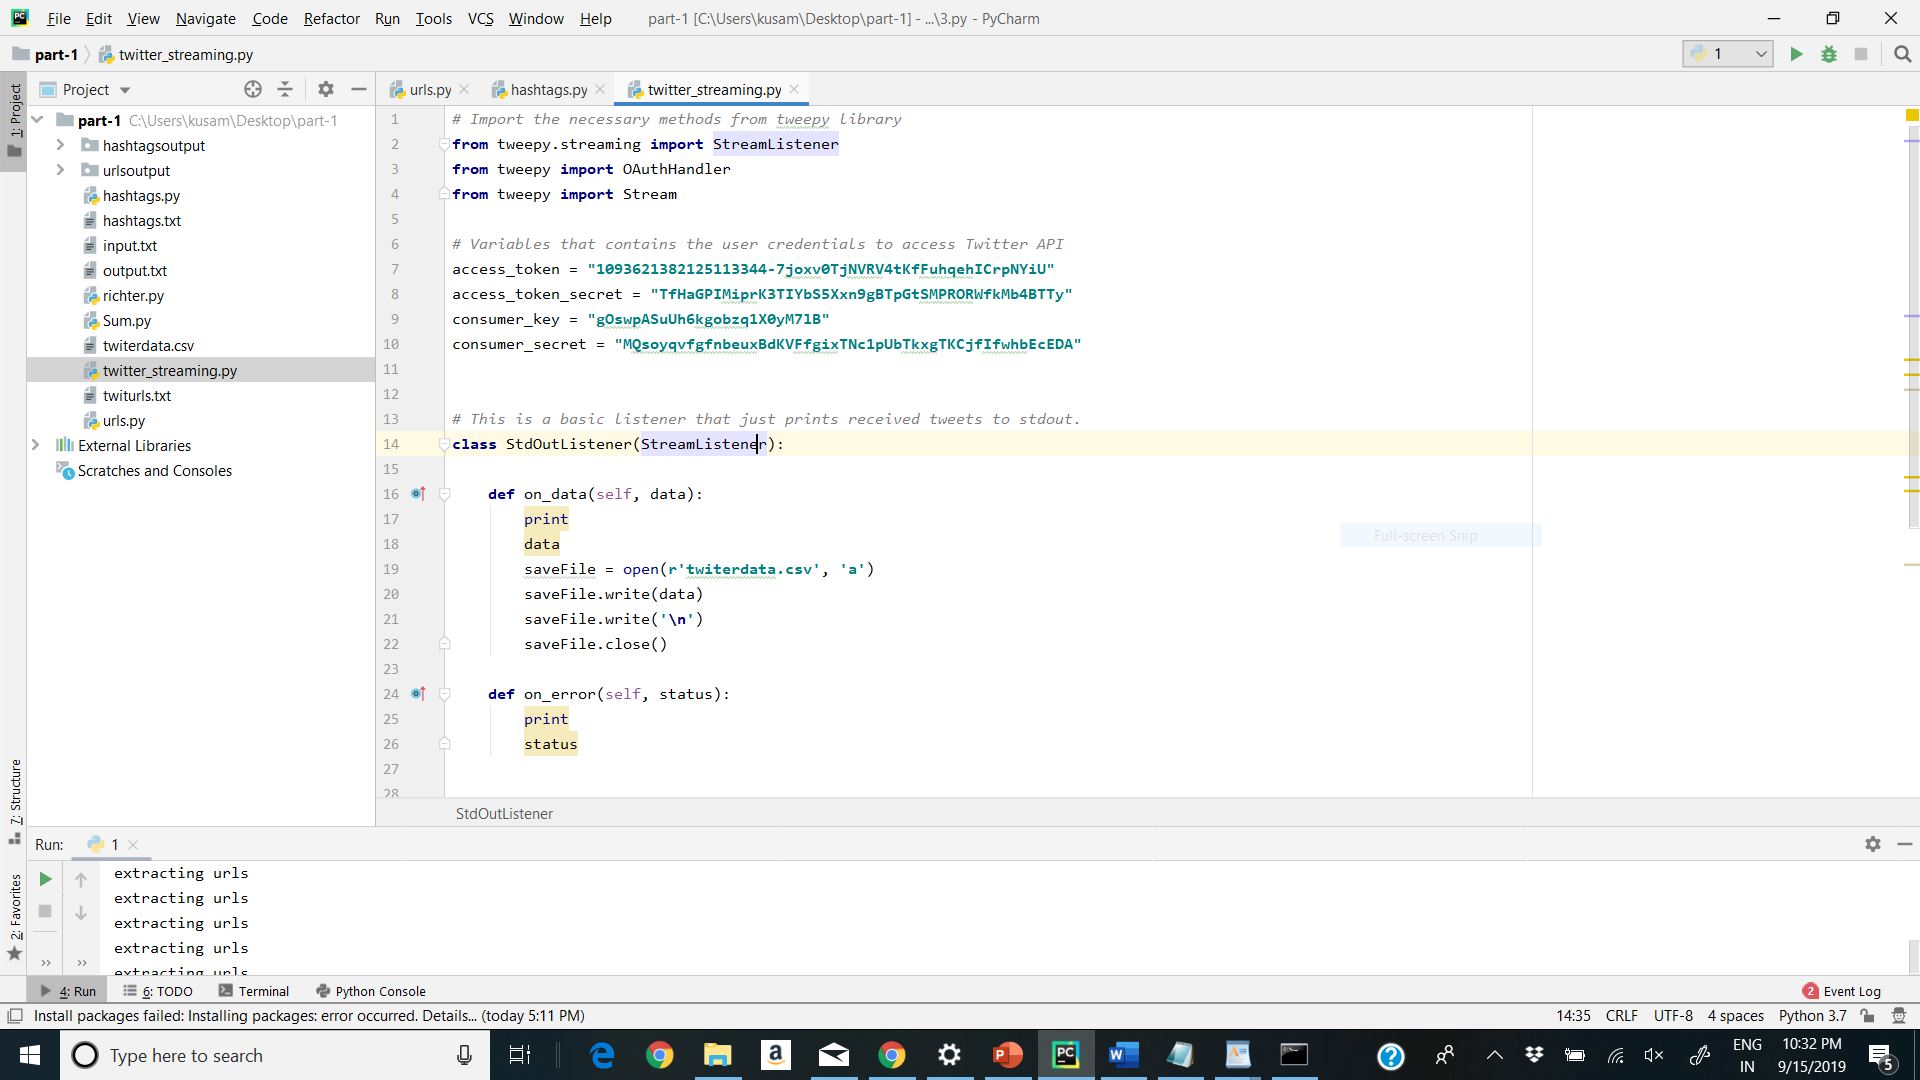 File Edit View Navigate Code Refactor Run Tools VCS Window Help part-1 [C:\Users\kusam\Desktop\part-1] - ...\3.py - PyCharm
part-1 twitter_streaming.py 1
1: Project
Project
urls.py hashtags.py twitter_streaming.py
part-1 C:\Users\kusam\Desktop\part-1
hashtagsoutput
urlsoutput
hashtags.py
hashtags.txt
input.txt
output.txt
richter.py
Sum.py
twiterdata.csv
twitter_streaming.py
twiturls.txt
urls.py
External Libraries
Scratches and Consoles
1 # Import the necessary methods from tweepy library
2 from tweepy.streaming import StreamListener
3 from tweepy import OAuthHandler
4 from tweepy import Stream
5
6 # Variables that contains the user credentials to access Twitter API
7 access_token = "1093621382125113344-7joxv0TjNVRV4tKfFuhqehICrpNYiU"
8 access_token_secret = "TfHaGPIMiprK3TIYbS5Xxn9gBTpGtSMPRORWfkMb4BTTy"
9 consumer_key = "gOswpASuUh6kgobzq1X0yM7lB"
10 consumer_secret = "MQsoyqvfgfnbeuxBdKVFfgixTNc1pUbTkxgTKCjfIfwhbEcEDA"
11
12
13 # This is a basic listener that just prints received tweets to stdout.
14 class StdOutListener(StreamListener):
15
16 def on_data(self, data):
17 print
18 data
19 saveFile = open(r'twiterdata.csv', 'a')
20 saveFile.write(data)
21 saveFile.write('\n')
22 saveFile.close()
23
24 def on_error(self, status):
25 print
26 status
27
28
Full-screen Snip
StdOutListener
7: Structure
2: Favorites
Run: 1
extracting urls
extracting urls
extracting urls
extracting urls
extracting urls
4: Run 6: TODO Terminal Python Console 2 Event Log
Install packages failed: Installing packages: error occurred. Details... (today 5:11 PM) 14:35 CRLF UTF-8 4 spaces Python 3.7
Type here to search
ENG
IN
10:32 PM
9/15/2019
5